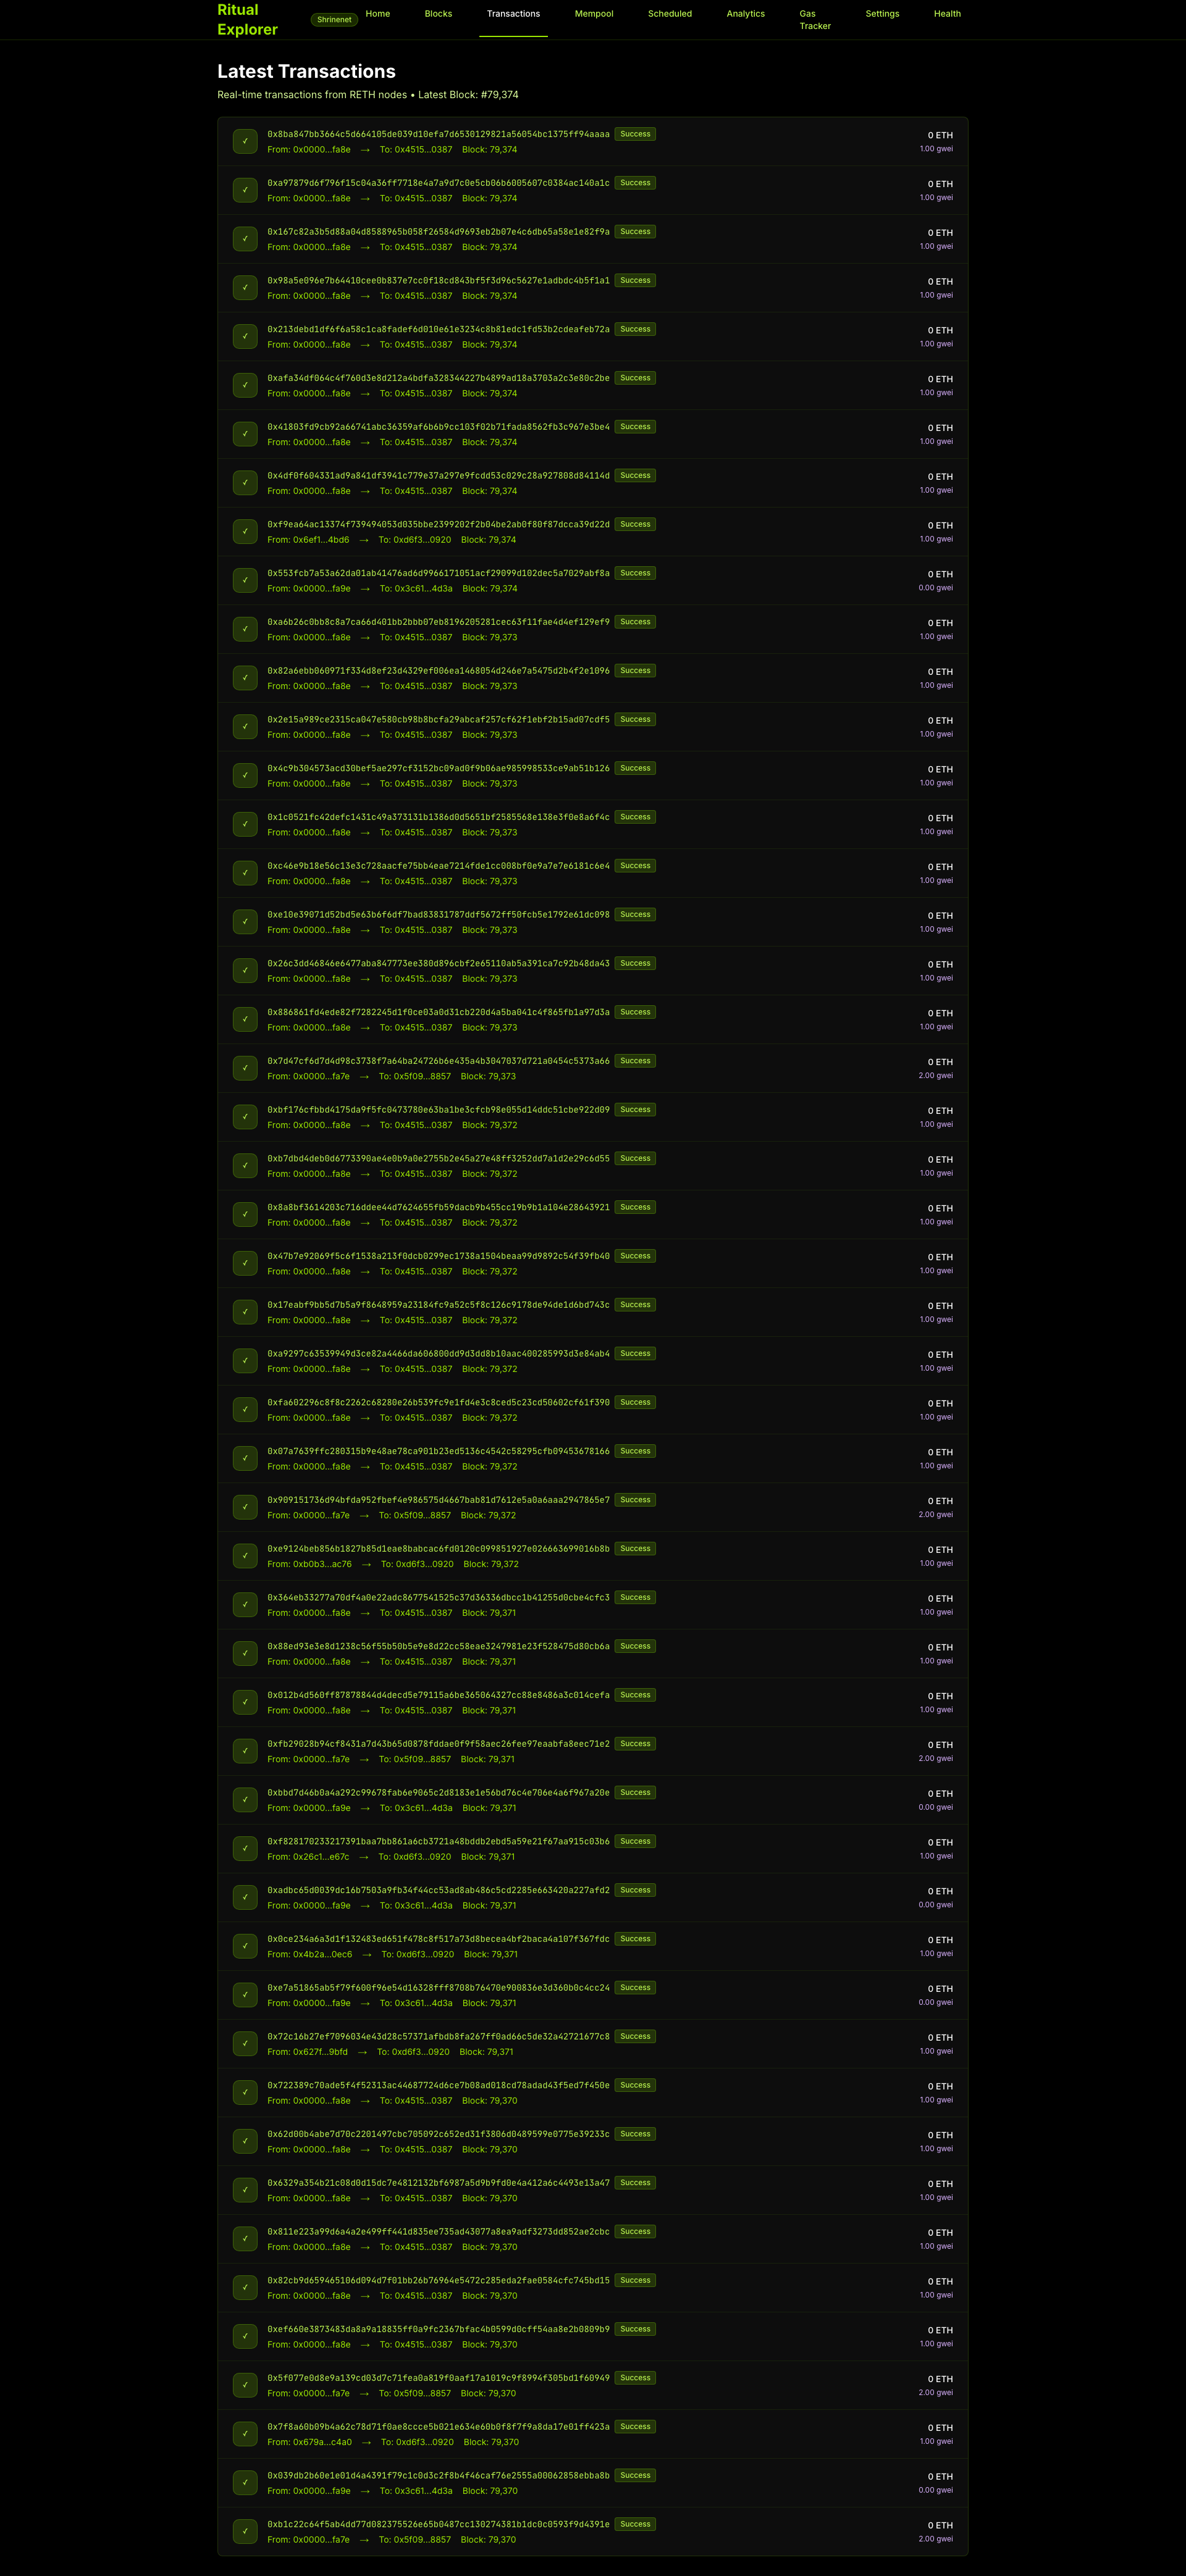 Ritual
Explorer
Shrinenet
Home
Blocks
Transactions
Mempool
Scheduled
Analytics
Gas
Tracker
Settings
Health
Latest Transactions
Real-time transactions from RETH nodes • Latest Block: #79,374
✓ 0x8ba847bb3664c5d664105de039d10efa7d6530129821a56054bc1375ff94aaaa Success 0 ETH
From: 0x0000...fa8e → To: 0x4515...0387 Block: 79,374 1.00 gwei
✓ 0xa97879d6f796f15c04a36ff7718e4a7a9d7c0e5cb06b6005607c0384ac140a1c Success 0 ETH
From: 0x0000...fa8e → To: 0x4515...0387 Block: 79,374 1.00 gwei
✓ 0x167c82a3b5d88a04d8588965b058f26584d9693eb2b07e4c6db65a58e1e82f9a Success 0 ETH
From: 0x0000...fa8e → To: 0x4515...0387 Block: 79,374 1.00 gwei
✓ 0x98a5e096e7b64410cee0b837e7cc0f18cd843bf5f3d96c5627e1adbdc4b5f1a1 Success 0 ETH
From: 0x0000...fa8e → To: 0x4515...0387 Block: 79,374 1.00 gwei
✓ 0x213debd1df6f6a58c1ca8fadef6d010e61e3234c8b81edc1fd53b2cdeafeb72a Success 0 ETH
From: 0x0000...fa8e → To: 0x4515...0387 Block: 79,374 1.00 gwei
✓ 0xafa34df064c4f760d3e8d212a4bdfa328344227b4899ad18a3703a2c3e80c2be Success 0 ETH
From: 0x0000...fa8e → To: 0x4515...0387 Block: 79,374 1.00 gwei
✓ 0x41803fd9cb92a66741abc36359af6b6b9cc103f02b71fada8562fb3c967e3be4 Success 0 ETH
From: 0x0000...fa8e → To: 0x4515...0387 Block: 79,374 1.00 gwei
✓ 0x4df0f604331ad9a841df3941c779e37a297e9fcdd53c029c28a927808d84114d Success 0 ETH
From: 0x0000...fa8e → To: 0x4515...0387 Block: 79,374 1.00 gwei
✓ 0xf9ea64ac13374f739494053d035bbe2399202f2b04be2ab0f80f87dcca39d22d Success 0 ETH
From: 0x6ef1...4bd6 → To: 0xd6f3...0920 Block: 79,374 1.00 gwei
✓ 0x553fcb7a53a62da01ab41476ad6d9966171051acf29099d102dec5a7029abf8a Success 0 ETH
From: 0x0000...fa9e → To: 0x3c61...4d3a Block: 79,374 0.00 gwei
✓ 0xa6b26c0bb8c8a7ca66d401bb2bbb07eb8196205281cec63f11fae4d4ef129ef9 Success 0 ETH
From: 0x0000...fa8e → To: 0x4515...0387 Block: 79,373 1.00 gwei
✓ 0x82a6ebb060971f334d8ef23d4329ef006ea1468054d246e7a5475d2b4f2e1096 Success 0 ETH
From: 0x0000...fa8e → To: 0x4515...0387 Block: 79,373 1.00 gwei
✓ 0x2e15a989ce2315ca047e580cb98b8bcfa29abcaf257cf62f1ebf2b15ad07cdf5 Success 0 ETH
From: 0x0000...fa8e → To: 0x4515...0387 Block: 79,373 1.00 gwei
✓ 0x4c9b304573acd30bef5ae297cf3152bc09ad0f9b06ae985998533ce9ab51b126 Success 0 ETH
From: 0x0000...fa8e → To: 0x4515...0387 Block: 79,373 1.00 gwei
✓ 0x1c0521fc42defc1431c49a373131b1386d0d5651bf2585568e138e3f0e8a6f4c Success 0 ETH
From: 0x0000...fa8e → To: 0x4515...0387 Block: 79,373 1.00 gwei
✓ 0xc46e9b18e56c13e3c728aacfe75bb4eae7214fde1cc008bf0e9a7e7e6181c6e4 Success 0 ETH
From: 0x0000...fa8e → To: 0x4515...0387 Block: 79,373 1.00 gwei
✓ 0xe10e39071d52bd5e63b6f6df7bad83831787ddf5672ff50fcb5e1792e61dc098 Success 0 ETH
From: 0x0000...fa8e → To: 0x4515...0387 Block: 79,373 1.00 gwei
✓ 0x26c3dd46846e6477aba847773ee380d896cbf2e65110ab5a391ca7c92b48da43 Success 0 ETH
From: 0x0000...fa8e → To: 0x4515...0387 Block: 79,373 1.00 gwei
✓ 0x886861fd4ede82f7282245d1f0ce03a0d31cb220d4a5ba041c4f865fb1a97d3a Success 0 ETH
From: 0x0000...fa8e → To: 0x4515...0387 Block: 79,373 1.00 gwei
✓ 0x7d47cf6d7d4d98c3738f7a64ba24726b6e435a4b3047037d721a0454c5373a66 Success 0 ETH
From: 0x0000...fa7e → To: 0x5f09...8857 Block: 79,373 2.00 gwei
✓ 0xbf176cfbbd4175da9f5fc0473780e63ba1be3cfcb98e055d14ddc51cbe922d09 Success 0 ETH
From: 0x0000...fa8e → To: 0x4515...0387 Block: 79,372 1.00 gwei
✓ 0xb7dbd4deb0d6773390ae4e0b9a0e2755b2e45a27e48ff3252dd7a1d2e29c6d55 Success 0 ETH
From: 0x0000...fa8e → To: 0x4515...0387 Block: 79,372 1.00 gwei
✓ 0x8a8bf3614203c716ddee44d7624655fb59dacb9b455cc19b9b1a104e28643921 Success 0 ETH
From: 0x0000...fa8e → To: 0x4515...0387 Block: 79,372 1.00 gwei
✓ 0x47b7e92069f5c6f1538a213f0dcb0299ec1738a1504beaa99d9892c54f39fb40 Success 0 ETH
From: 0x0000...fa8e → To: 0x4515...0387 Block: 79,372 1.00 gwei
✓ 0x17eabf9bb5d7b5a9f8648959a23184fc9a52c5f8c126c9178de94de1d6bd743c Success 0 ETH
From: 0x0000...fa8e → To: 0x4515...0387 Block: 79,372 1.00 gwei
✓ 0xa9297c63539949d3ce82a4466da606800dd9d3dd8b10aac400285993d3e84ab4 Success 0 ETH
From: 0x0000...fa8e → To: 0x4515...0387 Block: 79,372 1.00 gwei
✓ 0xfa602296c8f8c2262c68280e26b539fc9e1fd4e3c8ced5c23cd50602cf61f390 Success 0 ETH
From: 0x0000...fa8e → To: 0x4515...0387 Block: 79,372 1.00 gwei
✓ 0x07a7639ffc280315b9e48ae78ca901b23ed5136c4542c58295cfb09453678166 Success 0 ETH
From: 0x0000...fa8e → To: 0x4515...0387 Block: 79,372 1.00 gwei
✓ 0x909151736d94bfda952fbef4e986575d4667bab81d7612e5a0a6aaa2947865e7 Success 0 ETH
From: 0x0000...fa7e → To: 0x5f09...8857 Block: 79,372 2.00 gwei
✓ 0xe9124beb856b1827b85d1eae8babcac6fd0120c099851927e026663699016b8b Success 0 ETH
From: 0xb0b3...ac76 → To: 0xd6f3...0920 Block: 79,372 1.00 gwei
✓ 0x364eb33277a70df4a0e22adc8677541525c37d36336dbcc1b41255d0cbe4cfc3 Success 0 ETH
From: 0x0000...fa8e → To: 0x4515...0387 Block: 79,371 1.00 gwei
✓ 0x88ed93e3e8d1238c56f55b50b5e9e8d22cc58eae3247981e23f528475d80cb6a Success 0 ETH
From: 0x0000...fa8e → To: 0x4515...0387 Block: 79,371 1.00 gwei
✓ 0x012b4d560ff87878844d4decd5e79115a6be365064327cc88e8486a3c014cefa Success 0 ETH
From: 0x0000...fa8e → To: 0x4515...0387 Block: 79,371 1.00 gwei
✓ 0xfb29028b94cf8431a7d43b65d0878fddae0f9f58aec26fee97eaabfa8eec71e2 Success 0 ETH
From: 0x0000...fa7e → To: 0x5f09...8857 Block: 79,371 2.00 gwei
✓ 0xbbd7d46b0a4a292c99678fab6e9065c2d8183e1e56bd76c4e706e4a6f967a20e Success 0 ETH
From: 0x0000...fa9e → To: 0x3c61...4d3a Block: 79,371 0.00 gwei
✓ 0xf828170233217391baa7bb861a6cb3721a48bddb2ebd5a59e21f67aa915c03b6 Success 0 ETH
From: 0x26c1...e67c → To: 0xd6f3...0920 Block: 79,371 1.00 gwei
✓ 0xadbc65d0039dc16b7503a9fb34f44cc53ad8ab486c5cd2285e663420a227afd2 Success 0 ETH
From: 0x0000...fa9e → To: 0x3c61...4d3a Block: 79,371 0.00 gwei
✓ 0x0ce234a6a3d1f132483ed651f478c8f517a73d8becea4bf2baca4a107f367fdc Success 0 ETH
From: 0x4b2a...0ec6 → To: 0xd6f3...0920 Block: 79,371 1.00 gwei
✓ 0xe7a51865ab5f79f600f96e54d16328fff8708b76470e900836e3d360b0c4cc24 Success 0 ETH
From: 0x0000...fa9e → To: 0x3c61...4d3a Block: 79,371 0.00 gwei
✓ 0x72c16b27ef7096034e43d28c57371afbdb8fa267ff0ad66c5de32a42721677c8 Success 0 ETH
From: 0x627f...9bfd → To: 0xd6f3...0920 Block: 79,371 1.00 gwei
✓ 0x722389c70ade5f4f52313ac44687724d6ce7b08ad018cd78adad43f5ed7f450e Success 0 ETH
From: 0x0000...fa8e → To: 0x4515...0387 Block: 79,370 1.00 gwei
✓ 0x62d00b4abe7d70c2201497cbc705092c652ed31f3806d0489599e0775e39233c Success 0 ETH
From: 0x0000...fa8e → To: 0x4515...0387 Block: 79,370 1.00 gwei
✓ 0x6329a354b21c08d0d15dc7e4812132bf6987a5d9b9fd0e4a412a6c4493e13a47 Success 0 ETH
From: 0x0000...fa8e → To: 0x4515...0387 Block: 79,370 1.00 gwei
✓ 0x811e223a99d6a4a2e499ff441d835ee735ad43077a8ea9adf3273dd852ae2cbc Success 0 ETH
From: 0x0000...fa8e → To: 0x4515...0387 Block: 79,370 1.00 gwei
✓ 0x82cb9d659465106d094d7f01bb26b76964e5472c285eda2fae0584cfc745bd15 Success 0 ETH
From: 0x0000...fa8e → To: 0x4515...0387 Block: 79,370 1.00 gwei
✓ 0xef660e3873483da8a9a18835ff0a9fc2367bfac4b0599d0cff54aa8e2b0809b9 Success 0 ETH
From: 0x0000...fa8e → To: 0x4515...0387 Block: 79,370 1.00 gwei
✓ 0x5f077e0d8e9a139cd03d7c71fea0a819f0aaf17a1019c9f8994f305bd1f60949 Success 0 ETH
From: 0x0000...fa7e → To: 0x5f09...8857 Block: 79,370 2.00 gwei
✓ 0x7f8a60b09b4a62c78d71f0ae8ccce5b021e634e60b0f8f7f9a8da17e01ff423a Success 0 ETH
From: 0x679a...c4a0 → To: 0xd6f3...0920 Block: 79,370 1.00 gwei
✓ 0x039db2b60e1e01d4a4391f79c1c0d3c2f8b4f46caf76e2555a00062858ebba8b Success 0 ETH
From: 0x0000...fa9e → To: 0x3c61...4d3a Block: 79,370 0.00 gwei
✓ 0xb1c22c64f5ab4dd77d082375526e65b0487cc130274381b1dc0c0593f9d4391e Success 0 ETH
From: 0x0000...fa7e → To: 0x5f09...8857 Block: 79,370 2.00 gwei